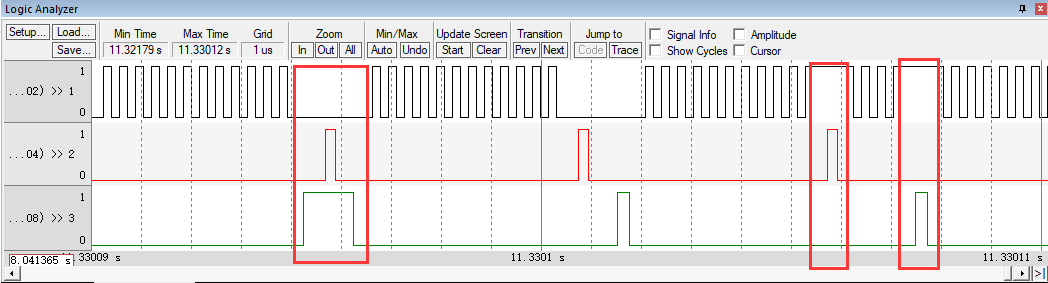 Logic Analyzer
Setup... Load... Min Time Max Time Grid Zoom Min/Max Update Screen Transition Jump to Signal Info Amplitude
Save... 11.32179 s 11.33012 s 1 us In Out All Auto Undo Start Clear Prev Next Code Trace Show Cycles Cursor
1
...02) >> 1
0
1
...04) >> 2
0
1
...08) >> 3
0
8.041365 s .33009 s 11.3301 s 11.33011 s